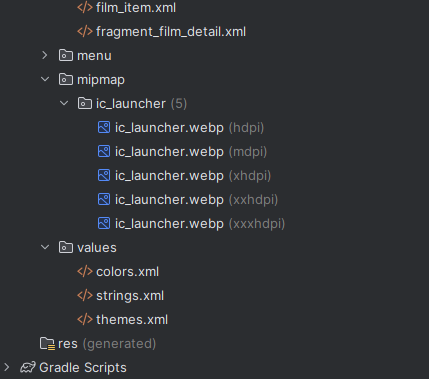 film_item.xml
fragment_film_detail.xml
menu
mipmap
ic_launcher (5)
ic_launcher.webp (hdpi)
ic_launcher.webp (mdpi)
ic_launcher.webp (xhdpi)
ic_launcher.webp (xxhdpi)
ic_launcher.webp (xxxhdpi)
values
colors.xml
strings.xml
themes.xml
res (generated)
Gradle Scripts